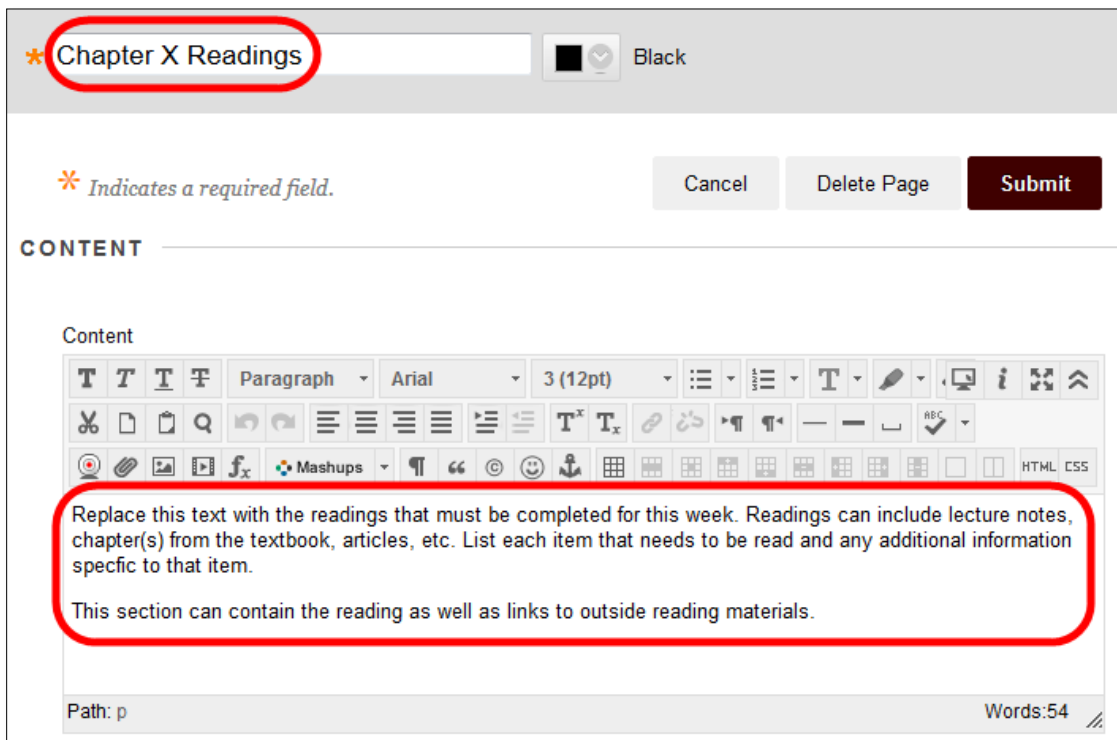 * Chapter X Readings Black
* Indicates a required field. Cancel Delete Page Submit
CONTENT
Content
T T T T Paragraph Arial 3 (12pt) T i
Tx Tx ABC
fx Mashups ¶ “ © HTML CSS
Replace this text with the readings that must be completed for this week. Readings can include lecture notes,
chapter(s) from the textbook, articles, etc. List each item that needs to be read and any additional information
specfic to that item.
This section can contain the reading as well as links to outside reading materials.
Path: p Words:54